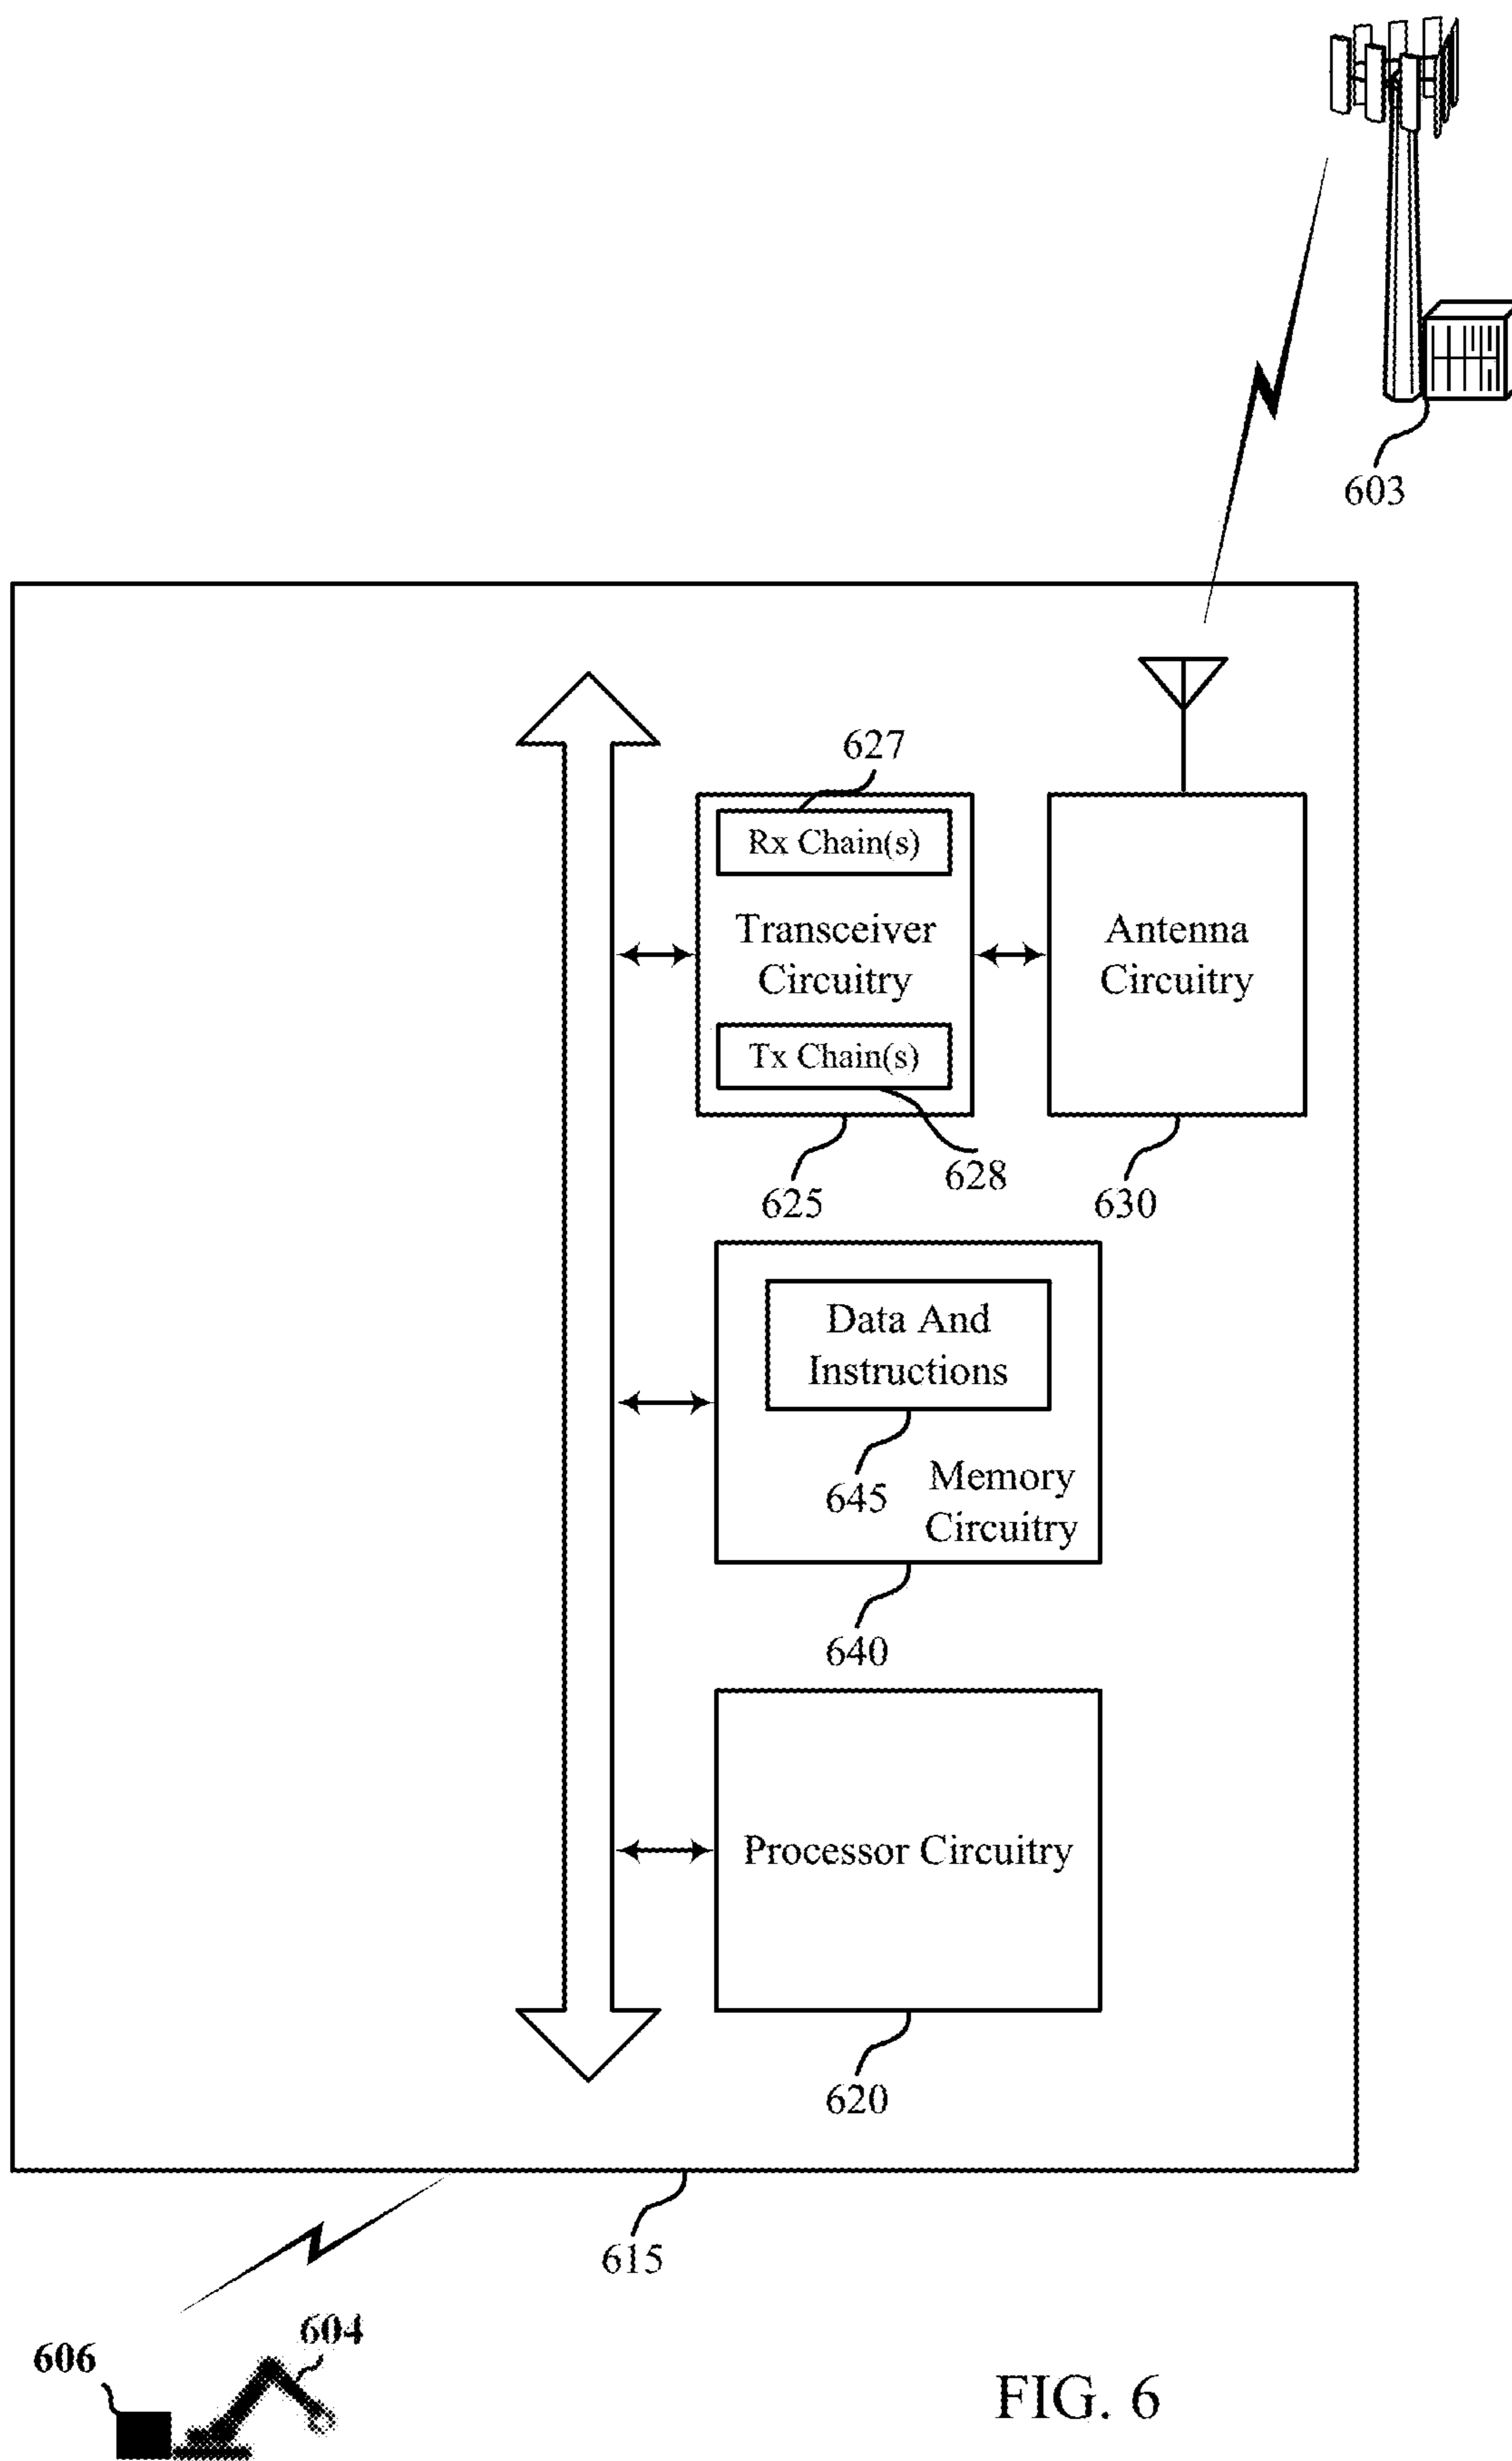 603
627
Rx Chain(s)
Transceiver
Circuitry
Antenna
Circuitry
Tx Chain(s)
628
625
630
Data And
Instructions
645
Memory
Circuitry
640
Processor Circuitry
620
615
604
606
FIG. 6